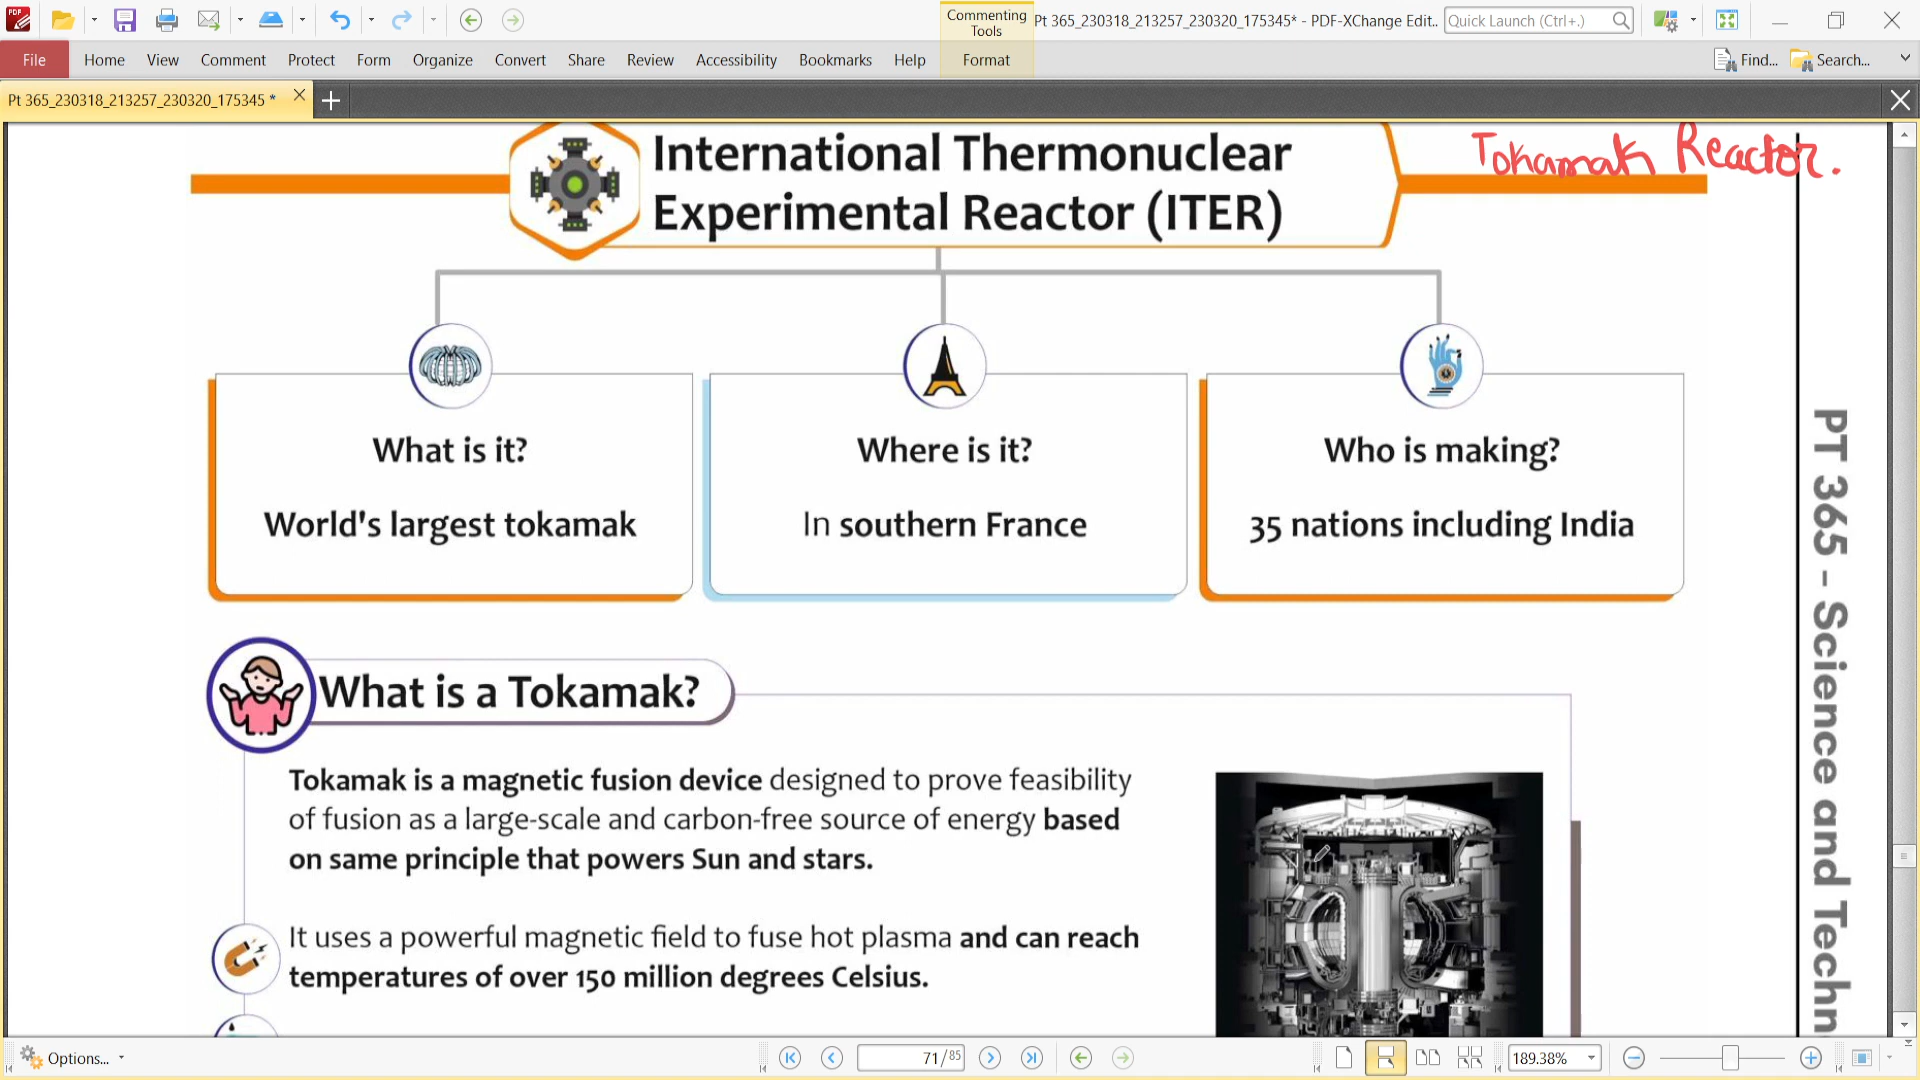 Commenting Tools
Pt 365_230318_213257_230320_175345* - PDF-XChange Edit..
Quick Launch (Ctrl+.)
File Home View Comment Protect Form Organize Convert Share Review Accessibility Bookmarks Help Format Find... Search...
Pt 365_230318_213257_230320_175345 *
International Thermonuclear
Experimental Reactor (ITER)
Tokamak Reactor.
What is it?
World's largest tokamak
Where is it?
In southern France
Who is making?
35 nations including India
What is a Tokamak?
Tokamak is a magnetic fusion device designed to prove feasibility
of fusion as a large-scale and carbon-free source of energy based
on same principle that powers Sun and stars.
It uses a powerful magnetic field to fuse hot plasma and can reach
temperatures of over 150 million degrees Celsius.
PT 365 - Science and Techn
Options... 71 / 85 189.38%